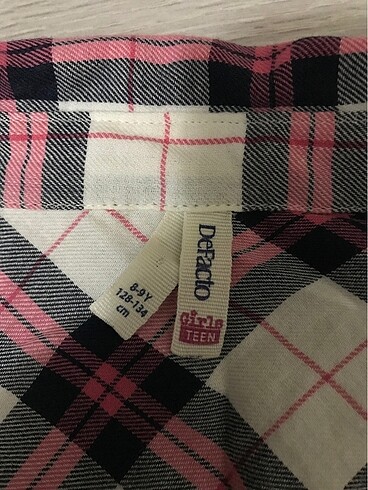 DeFacto
Girls
TEEN
8-9Y
128-134
cm